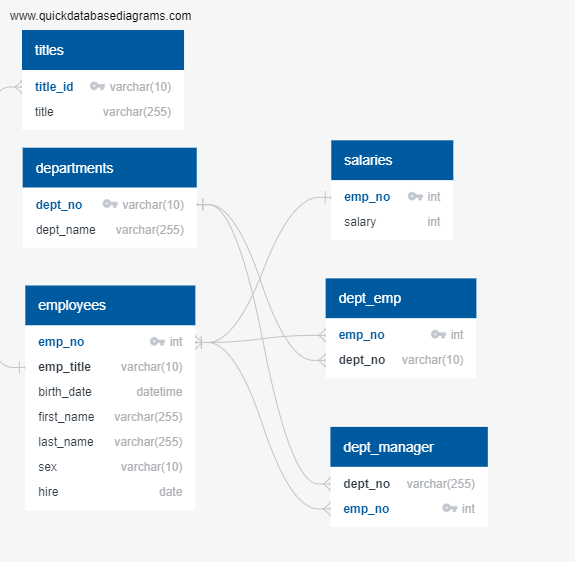 www.quickdatabasediagrams.com
titles
title_id varchar(10)
title varchar(255)
departments
dept_no varchar(10)
dept_name varchar(255)
employees
emp_no int
emp_title varchar(10)
birth_date datetime
first_name varchar(255)
last_name varchar(255)
sex varchar(10)
hire date
salaries
emp_no int
salary int
dept_emp
emp_no int
dept_no varchar(10)
dept_manager
dept_no varchar(255)
emp_no int